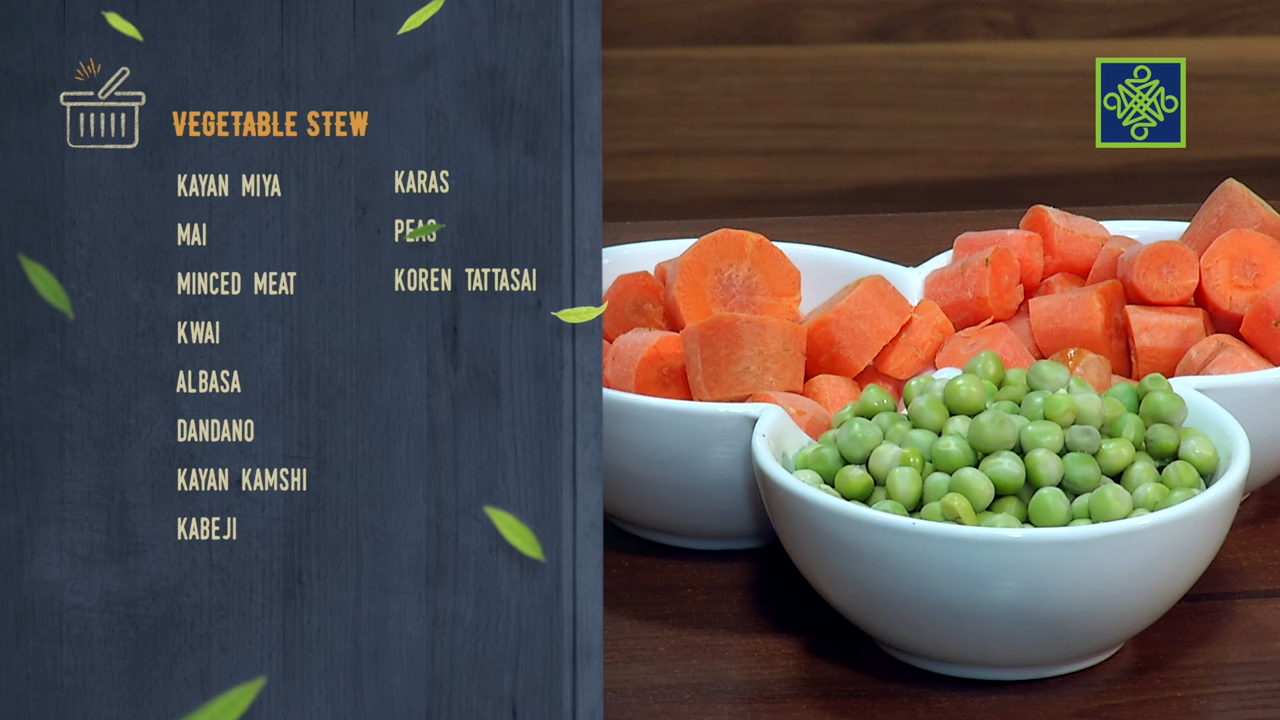 VEGETABLE STEW
KAYAN MIYA
MAI
MINCED MEAT
KWAI
ALBASA
DANDANO
KAYAN KAMSHI
KABEJI
KARAS
PEAS
KOREN TATTASAI